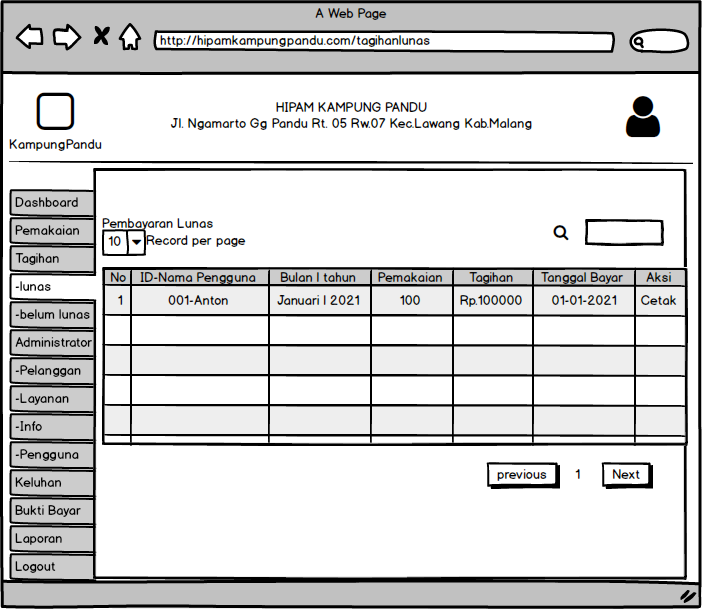 A Web Page
http://hipamkampungpandu.com/tagihanlunas
HIPAM KAMPUNG PANDU
Jl. Ngamarto Gg Pandu Rt. 05 Rw.07 Kec.Lawang Kab.Malang
KampungPandu
Dashboard
Pemakaian
Tagihan
-lunas
-belum lunas
Administrator
-Pelanggan
-Layanan
-Info
-Pengguna
Keluhan
Bukti Bayar
Laporan
Logout
Pembayaran Lunas
10 Record per page
No ID-Nama Pengguna Bulan | tahun Pemakaian Tagihan Tanggal Bayar Aksi
1 001-Anton Januari | 2021 100 Rp.100000 01-01-2021 Cetak
previous 1 Next